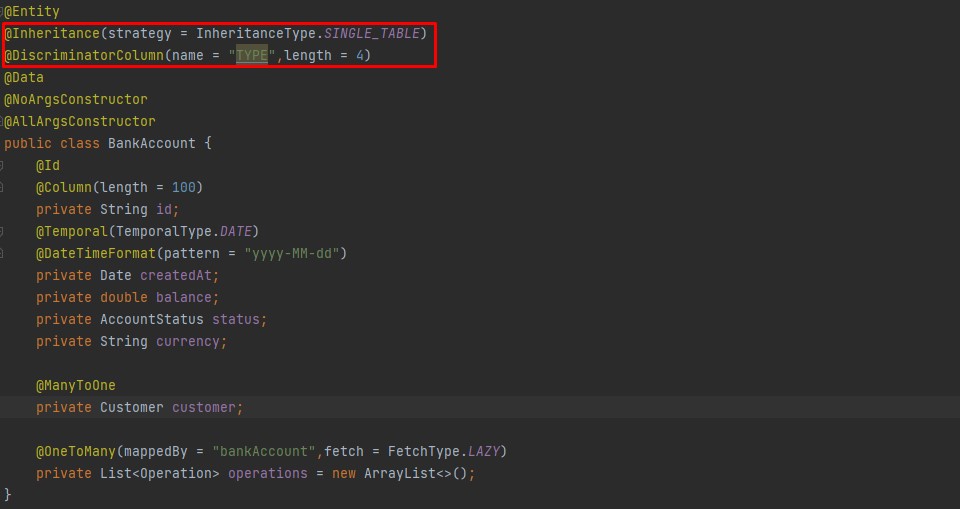 @Entity
@Inheritance(strategy = InheritanceType.SINGLE_TABLE)
@DiscriminatorColumn(name = "TYPE",length = 4)
@Data
@NoArgsConstructor
@AllArgsConstructor
public class BankAccount {
@Id
@Column(length = 100)
private String id;
@Temporal(TemporalType.DATE)
@DateTimeFormat(pattern = "yyyy-MM-dd")
private Date createdAt;
private double balance;
private AccountStatus status;
private String currency;
@ManyToOne
private Customer customer;
@OneToMany(mappedBy = "bankAccount",fetch = FetchType.LAZY)
private List<Operation> operations = new ArrayList<>();
}